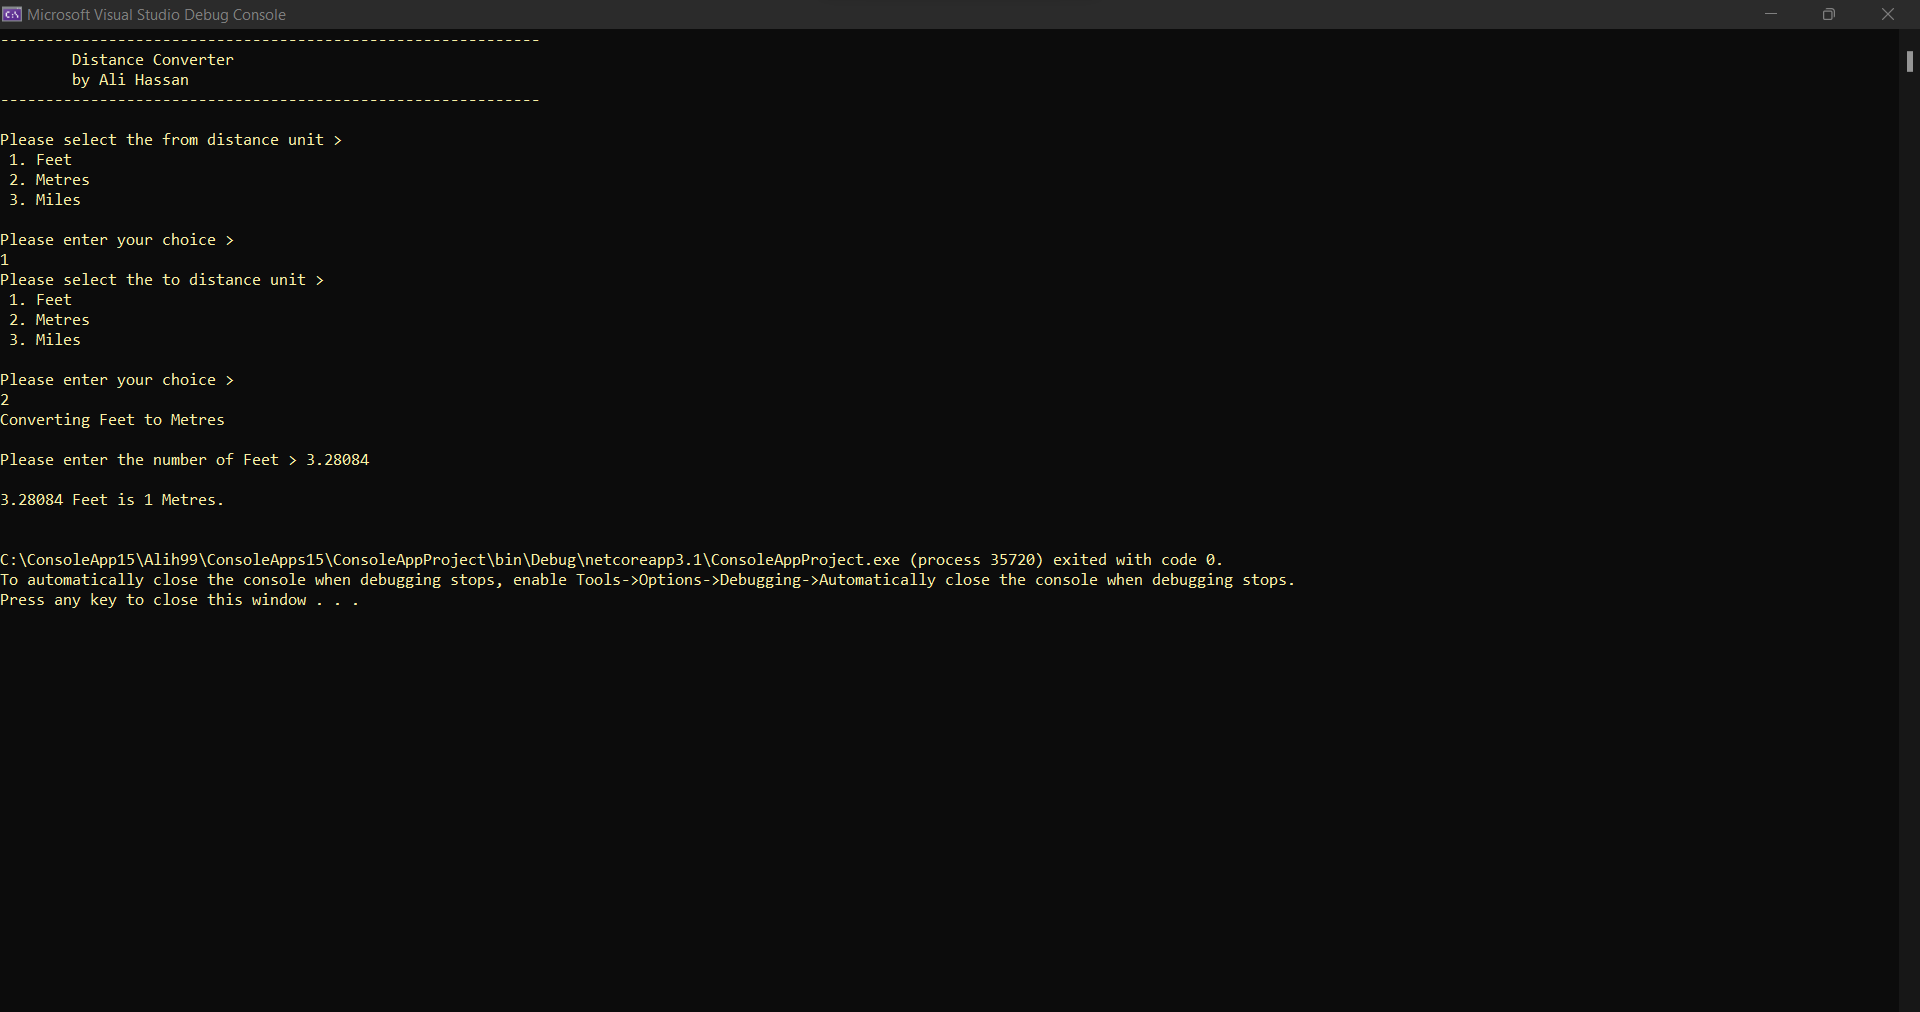 Microsoft Visual Studio Debug Console
------------------------------------------------------------
        Distance Converter
        by Ali Hassan
------------------------------------------------------------
Please select the from distance unit >
 1. Feet
 2. Metres
 3. Miles
Please enter your choice >
1
Please select the to distance unit >
 1. Feet
 2. Metres
 3. Miles
Please enter your choice >
2
Converting Feet to Metres
Please enter the number of Feet > 3.28084
3.28084 Feet is 1 Metres.
C:\ConsoleApp15\Alih99\ConsoleApps15\ConsoleAppProject\bin\Debug\netcoreapp3.1\ConsoleAppProject.exe (process 35720) exited with code 0.
To automatically close the console when debugging stops, enable Tools->Options->Debugging->Automatically close the console when debugging stops.
Press any key to close this window . . .